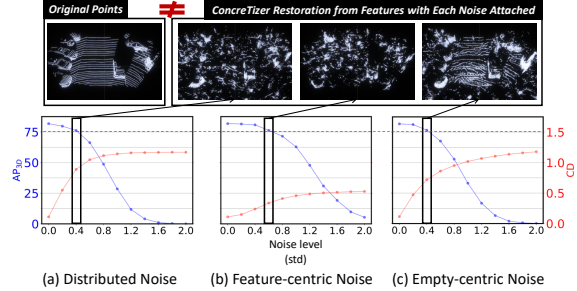 Original Points
≠
ConcreTizer Restoration from Features with Each Noise Attached
AP3D
75
50
25
0
0.0 0.4 0.8 1.2 1.6 2.0
0.0 0.4 0.8 1.2 1.6 2.0
0.0 0.4 0.8 1.2 1.6 2.0
1.5
1.0
0.5
0.0
CD
Noise level
(std)
(a) Distributed Noise
(b) Feature-centric Noise
(c) Empty-centric Noise